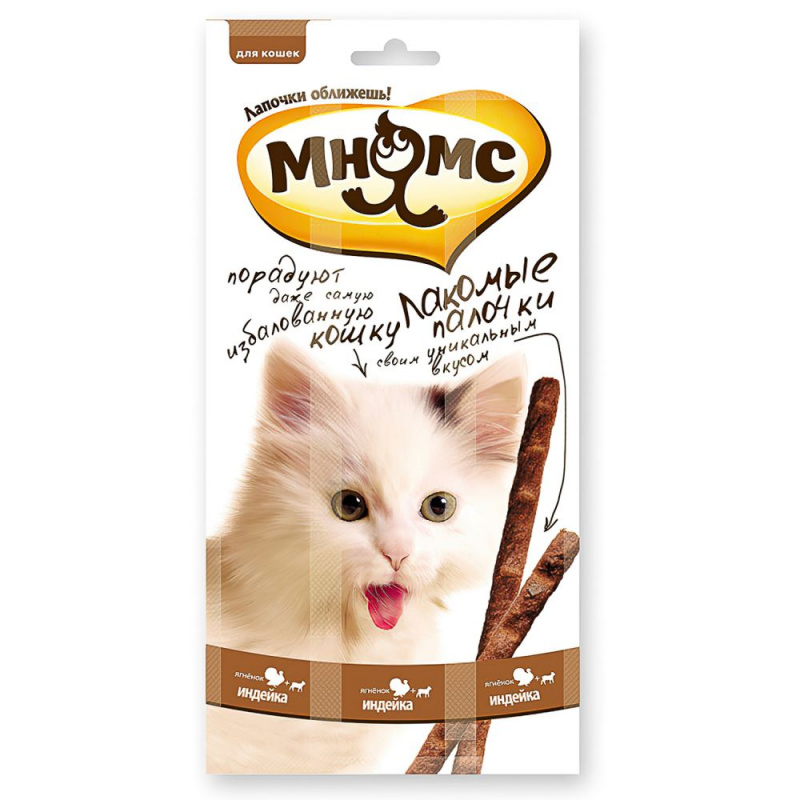 для кошек
Лапочки оближешь!
МНЯМС
порадуют
даже самую
избалованную
кошку
Лакомые
палочки
своим уникальным
вкусом
ягнёнок
индейка
ягнёнок
индейка
ягнёнок
индейка